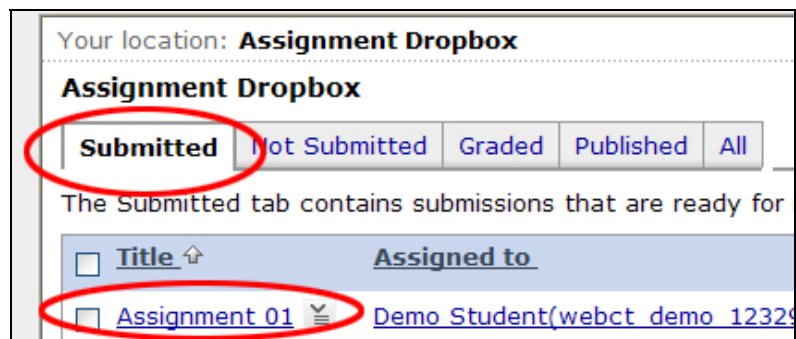 Your location: Assignment Dropbox
Assignment Dropbox
Submitted Not Submitted Graded Published All
The Submitted tab contains submissions that are ready for
Title Assigned to
Assignment 01 Demo Student(webct_demo_12329